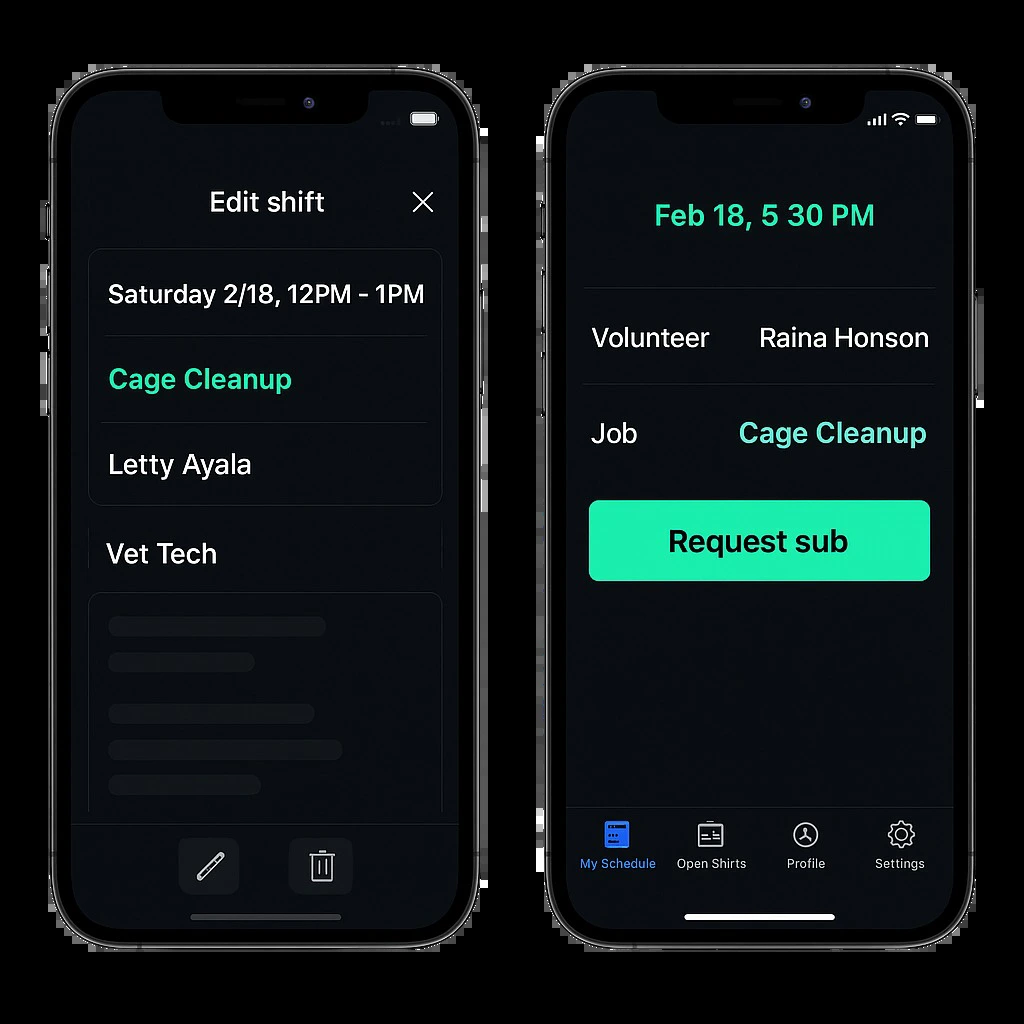 Edit shift
Saturday 2/18, 12PM - 1PM
Cage Cleanup
Letty Ayala
Vet Tech
Feb 18, 5 30 PM
Volunteer Raina Honson
Job Cage Cleanup
Request sub
My Schedule Open Shirts Profile Settings